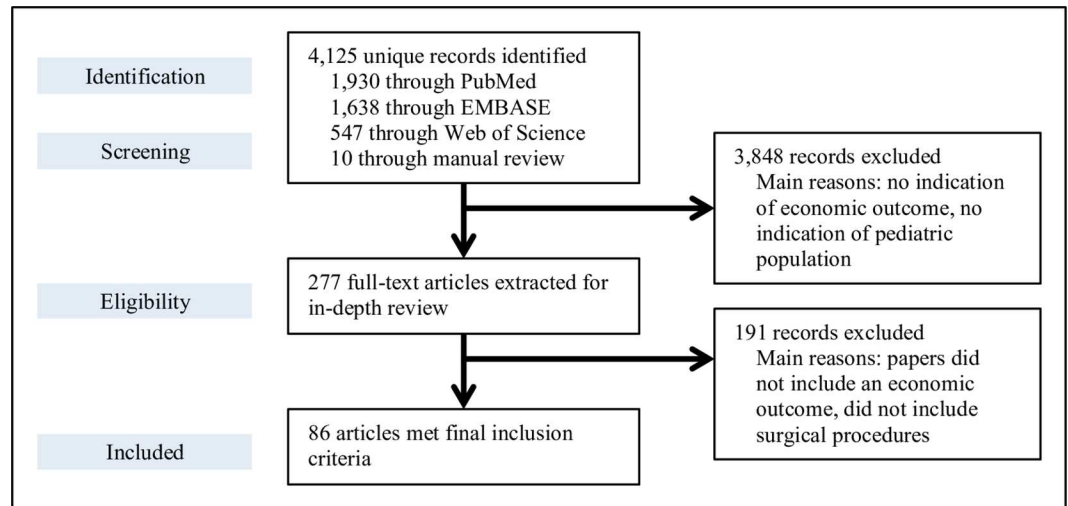 Identification
4,125 unique records identified
1,930 through PubMed
1,638 through EMBASE
547 through Web of Science
10 through manual review
Screening
3,848 records excluded
Main reasons: no indication
of economic outcome, no
indication of pediatric
population
Eligibility
277 full-text articles extracted for
in-depth review
191 records excluded
Main reasons: papers did
not include an economic
outcome, did not include
surgical procedures
Included
86 articles met final inclusion
criteria